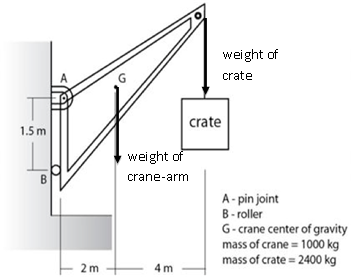 weight of
crate
A
G
crate
1.5 m
weight of
crane-arm
B
A - pin joint
B - roller
G - crane center of gravity
mass of crane = 1000 kg
mass of crate = 2400 kg
2 m
4 m